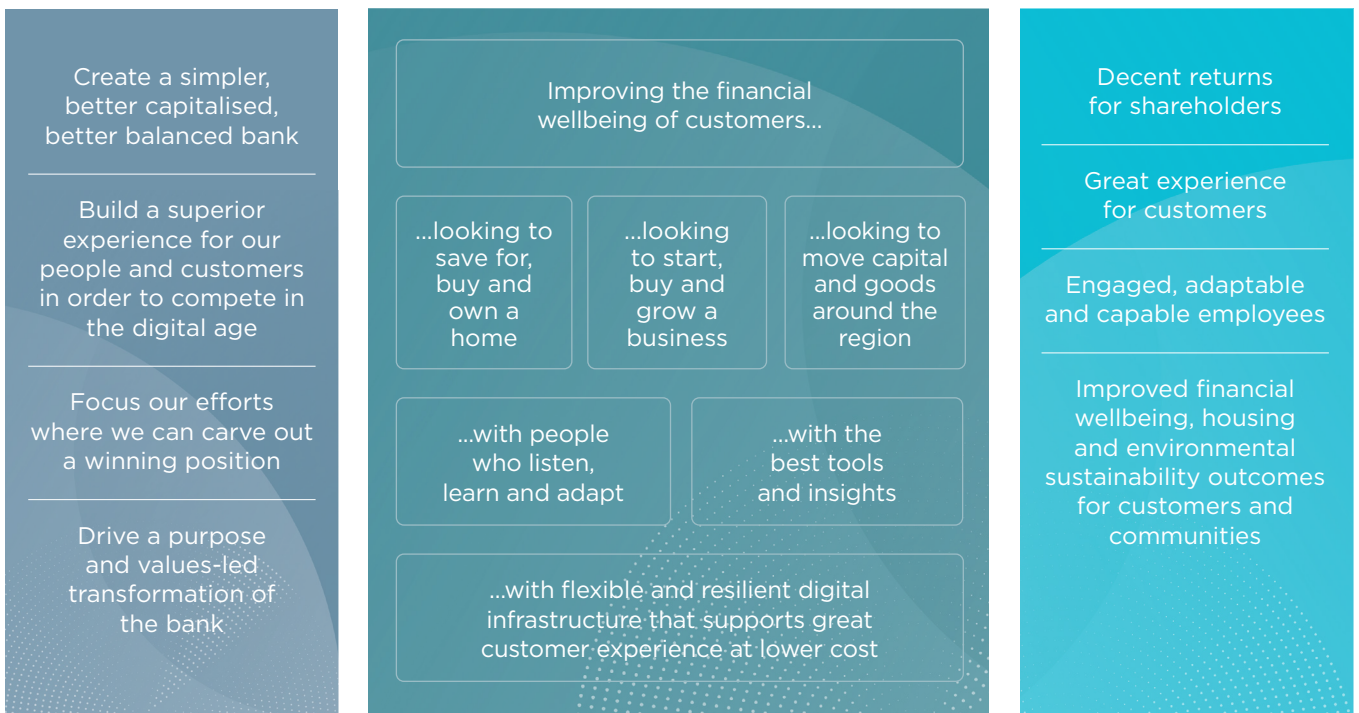 Create a simpler,
better capitalised,
better balanced bank
Build a superior
experience for our
people and customers
in order to compete in
the digital age
Focus our efforts
where we can carve out
a winning position
Drive a purpose
and values-led
transformation of
the bank
Improving the financial
wellbeing of customers...
...looking to
save for,
buy and
own a
home
...looking
to start,
buy and
grow a
business
...looking to
move capital
and goods
around the
region
...with people
who listen,
learn and adapt
...with the
best tools
and insights
...with flexible and resilient digital
infrastructure that supports great
customer experience at lower cost
Decent returns
for shareholders
Great experience
for customers
Engaged, adaptable
and capable employees
Improved financial
wellbeing, housing
and environmental
sustainability outcomes
for customers and
communities